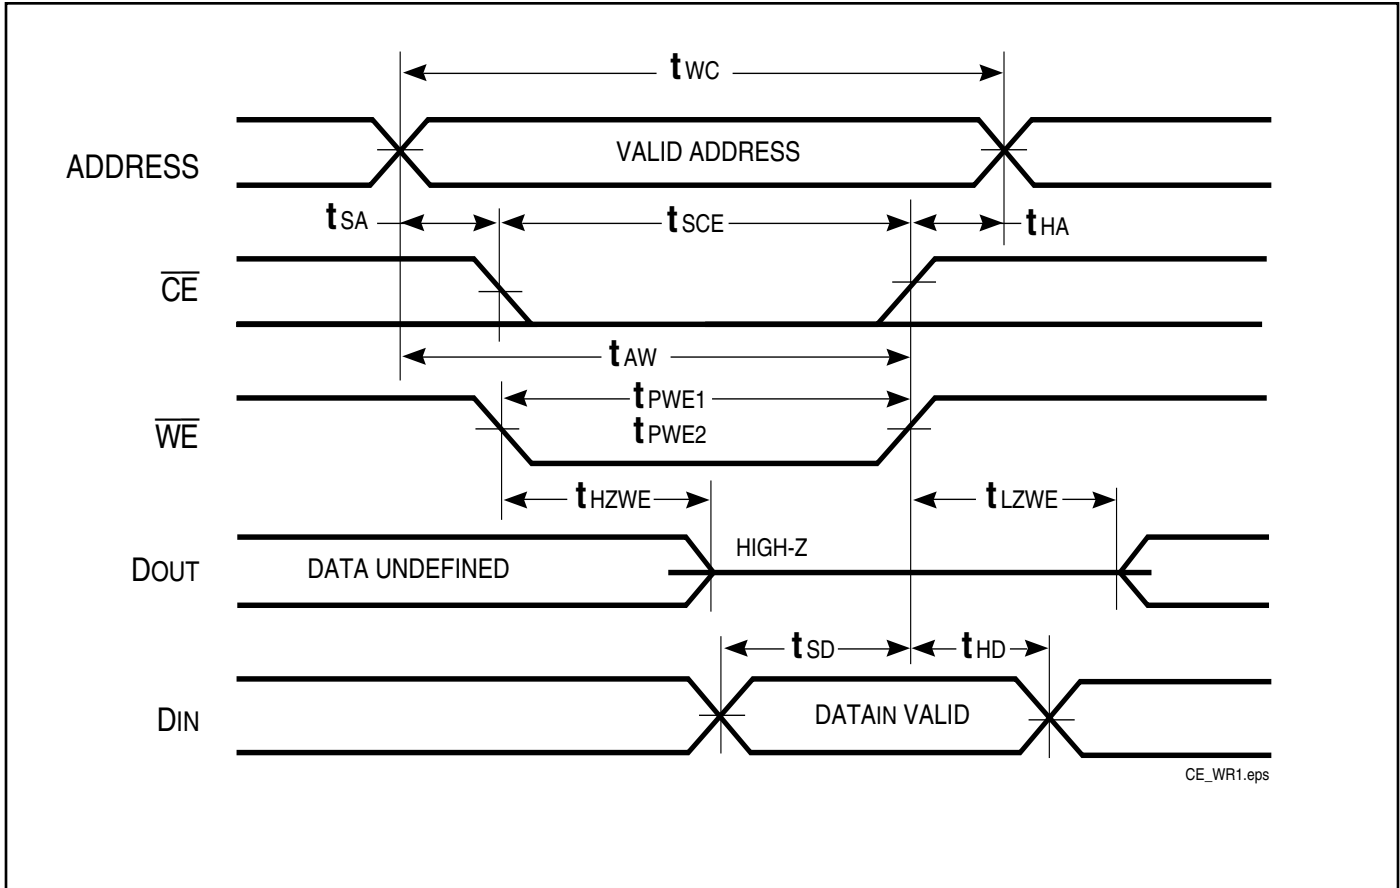 tWC
ADDRESS
VALID ADDRESS
tSA
tSCE
tHA
CE
tAW
tPWE1
WE
tPWE2
tHZWE
tLZWE
DOUT
DATA UNDEFINED
HIGH-Z
tSD
tHD
DIN
DATAIN VALID
CE_WR1.eps